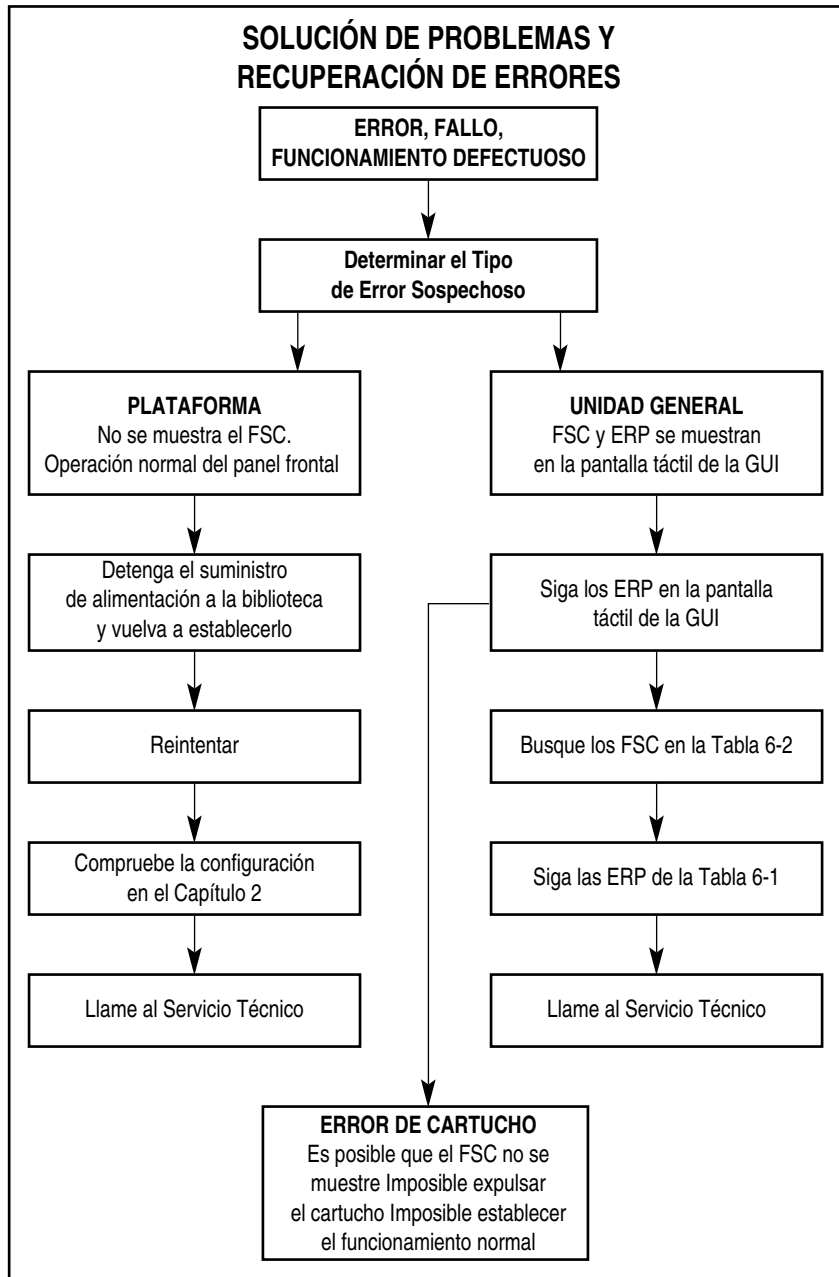 SOLUCIÓN DE PROBLEMAS Y
RECUPERACIÓN DE ERRORES
ERROR, FALLO,
FUNCIONAMIENTO DEFECTUOSO
Determinar el Tipo
de Error Sospechoso
PLATAFORMA
No se muestra el FSC.
Operación normal del panel frontal
Detenga el suministro
de alimentación a la biblioteca
y vuelva a establecerlo
Reintentar
Compruebe la configuración
en el Capítulo 2
Llame al Servicio Técnico
UNIDAD GENERAL
FSC y ERP se muestran
en la pantalla táctil de la GUI
Siga los ERP en la pantalla
táctil de la GUI
Busque los FSC en la Tabla 6-2
Siga las ERP de la Tabla 6-1
Llame al Servicio Técnico
ERROR DE CARTUCHO
Es posible que el FSC no se
muestre Imposible expulsar
el cartucho Imposible establecer
el funcionamiento normal